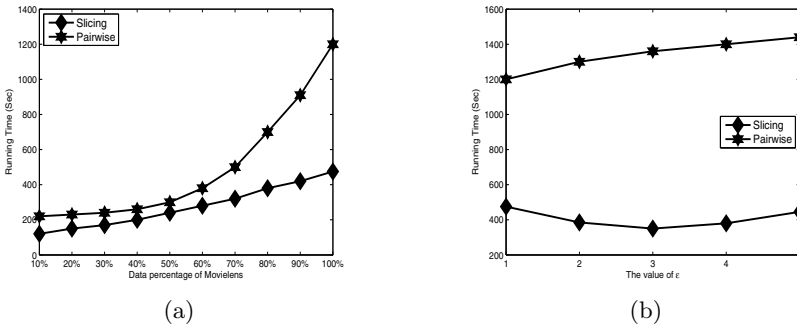 1400
1200
1000
800
600
400
200
0
Running Time (Sec)
Slicing
Pairwise
10% 20% 30% 40% 50% 60% 70% 80% 90% 100%
Data percentage of Movielens
(a)
1600
1400
1200
1000
800
600
400
200
Running Time (Sec)
Slicing
Pairwise
1 2 3 4
The value of ε
(b)